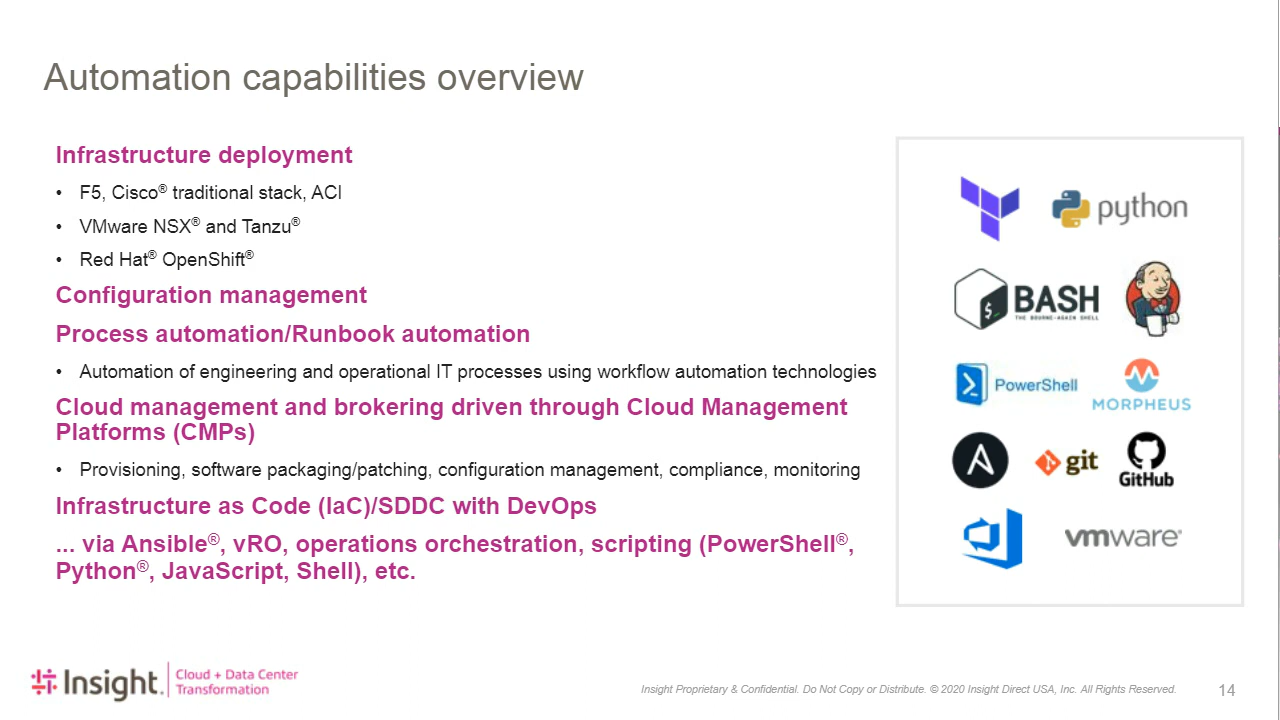 Automation capabilities overview
Infrastructure deployment
• F5, Cisco® traditional stack, ACI
• VMware NSX® and Tanzu®
• Red Hat® OpenShift®
Configuration management
Process automation/Runbook automation
• Automation of engineering and operational IT processes using workflow automation technologies
Cloud management and brokering driven through Cloud Management
Platforms (CMPs)
• Provisioning, software packaging/patching, configuration management, compliance, monitoring
Infrastructure as Code (IaC)/SDDC with DevOps
... via Ansible®, vRO, operations orchestration, scripting (PowerShell®,
Python®, JavaScript, Shell), etc.
python
BASH
THE BOURNE-AGAIN SHELL
PowerShell
MORPHEUS
git
GitHub
vmware®
Insight.
Cloud + Data Center
Transformation
Insight Proprietary & Confidential. Do Not Copy or Distribute. © 2020 Insight Direct USA, Inc. All Rights Reserved.
14